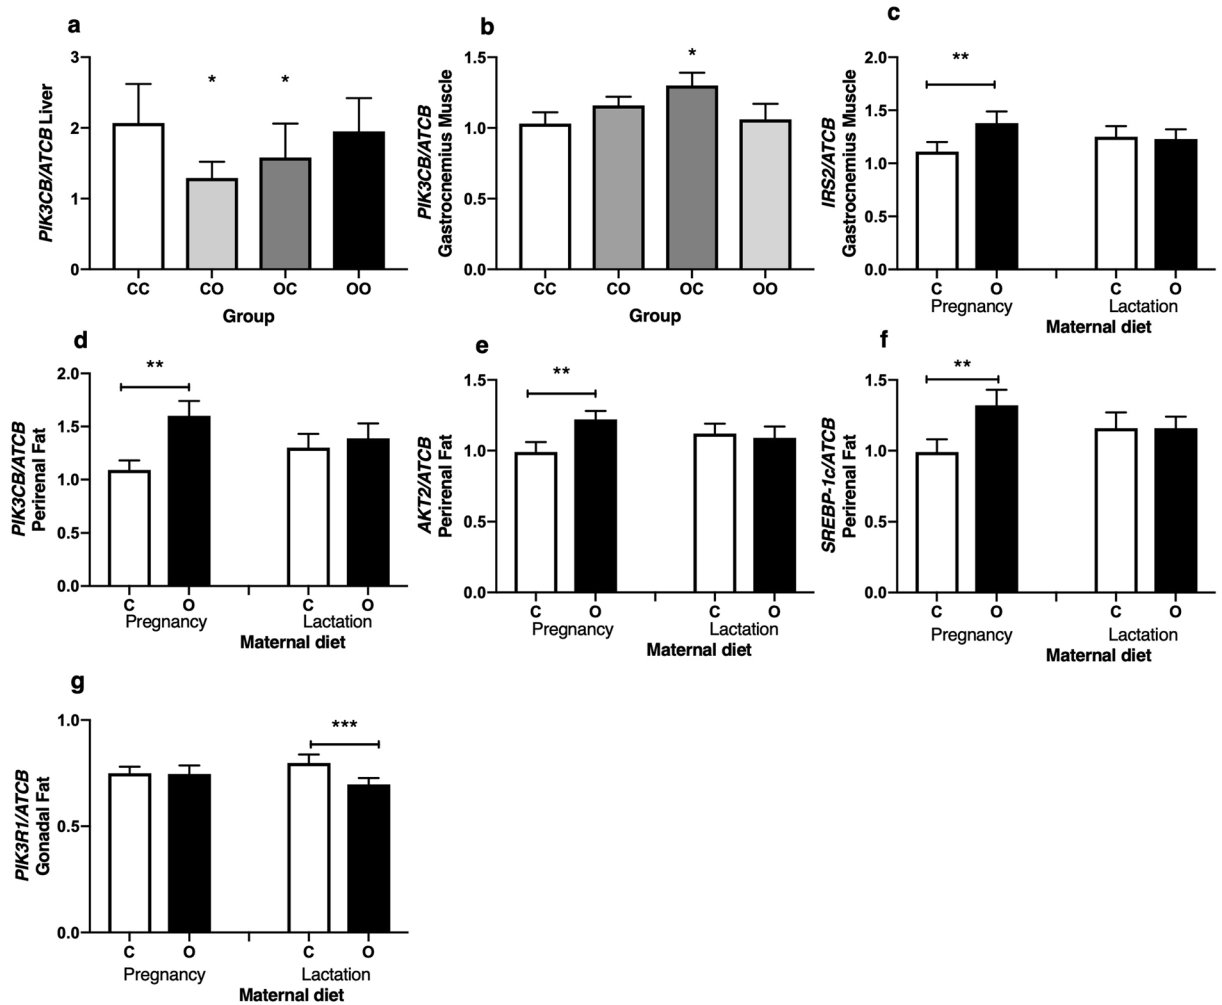 a
PIK3CB/ATCB Liver
3
2
1
0
*
*
CC
CO
OC
OO
Group
b
PIK3CB/ATCB
Gastrocnemius Muscle
1.5
1.0
0.5
0.0
*
CC
CO
OC
OO
Group
c
IRS2/ATCB
Gastrocnemius Muscle
2.0
1.5
1.0
0.5
0.0
**
C
O
C
O
Pregnancy
Lactation
Maternal diet
d
PIK3CB/ATCB
Perirenal Fat
2.0
1.5
1.0
0.5
0.0
**
C
O
C
O
Pregnancy
Lactation
Maternal diet
e
AKT2/ATCB
Perirenal Fat
1.5
1.0
0.5
0.0
**
C
O
C
O
Pregnancy
Lactation
Maternal diet
f
SREBP-1c/ATCB
Perirenal Fat
1.5
1.0
0.5
0.0
**
C
O
C
O
Pregnancy
Lactation
Maternal diet
g
PIK3R1/ATCB
Gonadal Fat
1.0
0.5
0.0
***
C
O
C
O
Pregnancy
Lactation
Maternal diet